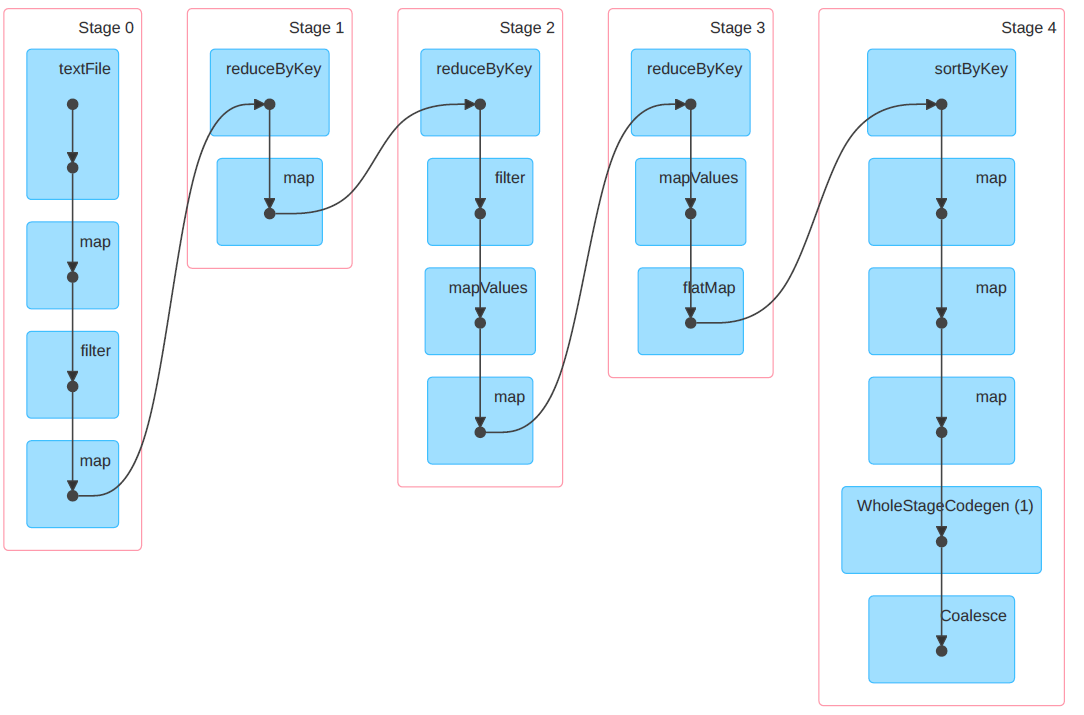 Stage 0
textFile
map
filter
map
Stage 1
reduceByKey
map
Stage 2
reduceByKey
filter
mapValues
map
Stage 3
reduceByKey
mapValues
flatMap
Stage 4
sortByKey
map
map
map
WholeStageCodegen (1)
Coalesce